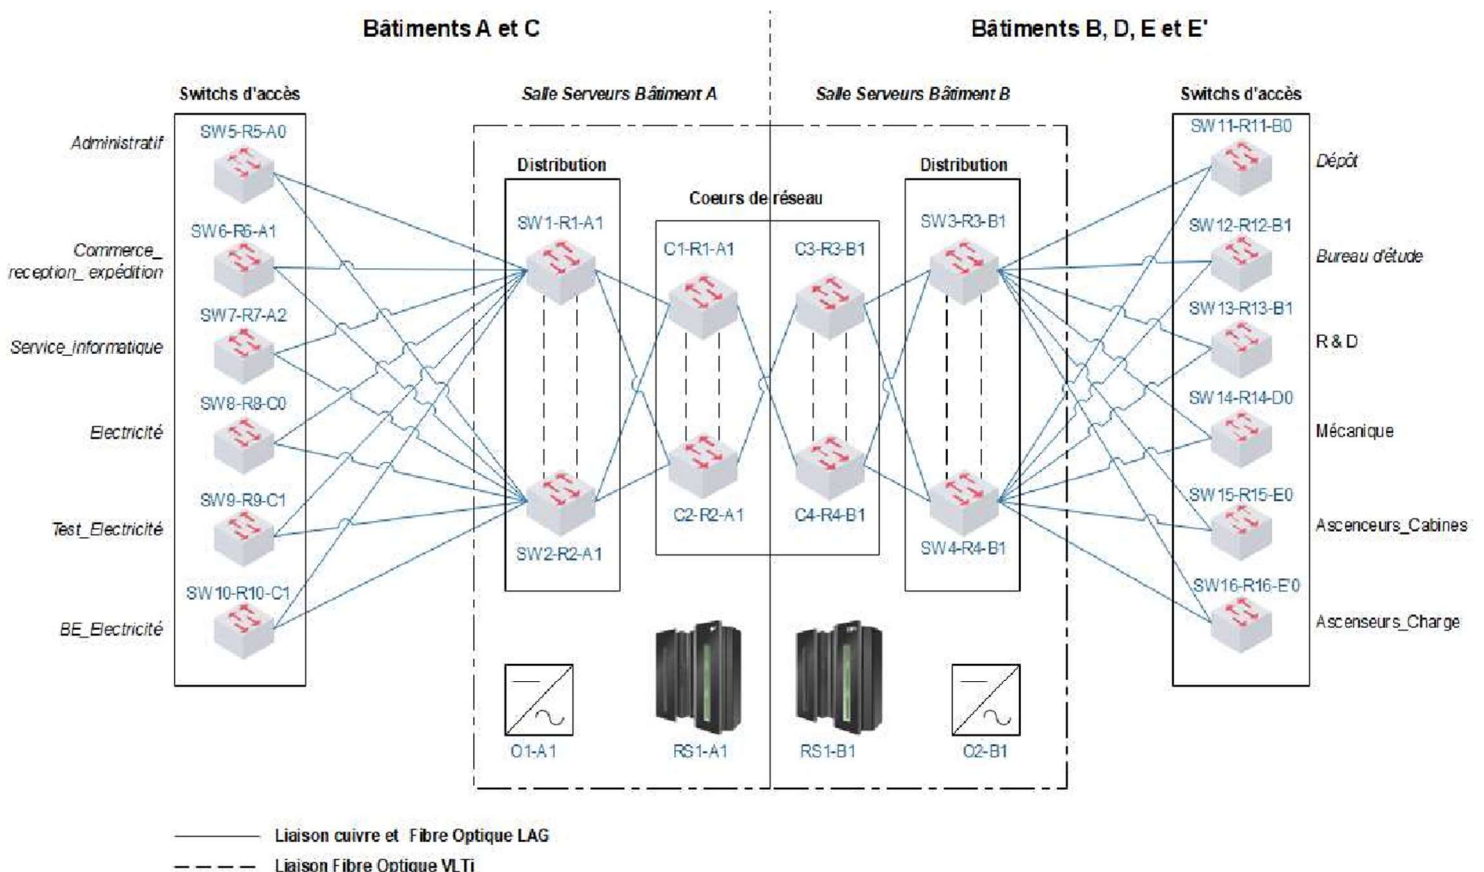 Bâtiments A et C
Bâtiments B, D, E et E'
Switchs d'accès
Salle Serveurs Bâtiment A
Salle Serveurs Bâtiment B
Switchs d'accès
Administratif
SW5-R5-A0
Commerce_
reception_ expédition
SW6-R6-A1
Service_informatique
SW7-R7-A2
Electricité
SW8-R8-C0
Test_Electricité
SW9-R9-C1
BE_Electricité
SW10-R10-C1
Distribution
SW1-R1-A1
SW2-R2-A1
Coeurs de réseau
C1-R1-A1
C3-R3-B1
C2-R2-A1
C4-R4-B1
Distribution
SW3-R3-B1
SW4-R4-B1
SW11-R11-B0
Dépôt
SW12-R12-B1
Bureau d'étude
SW13-R13-B1
R & D
SW14-R14-D0
Mécanique
SW15-R15-E0
Ascenceurs_Cabines
SW16-R16-E'0
Ascenseurs_Charge
O1-A1
RS1-A1
RS1-B1
O2-B1
Liaison cuivre et Fibre Optique LAG
Liaison Fibre Optique VLTi